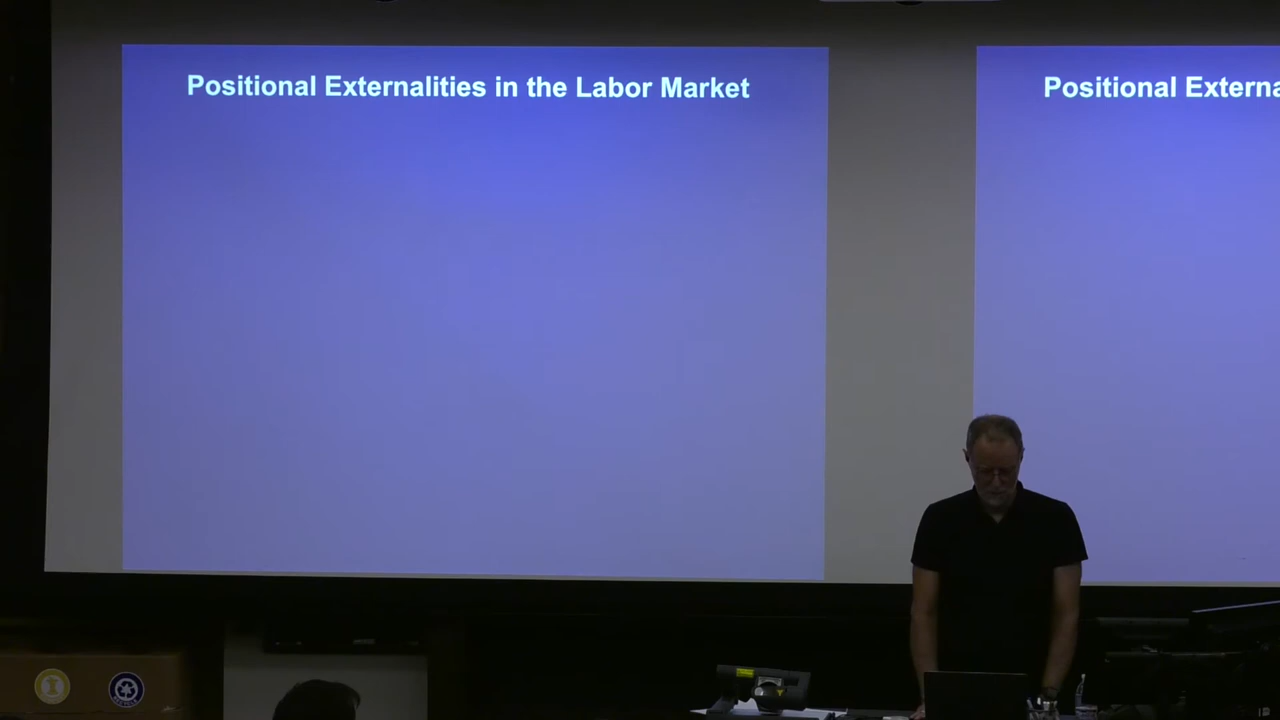 Positional Externalities in the Labor Market
Positional Externa